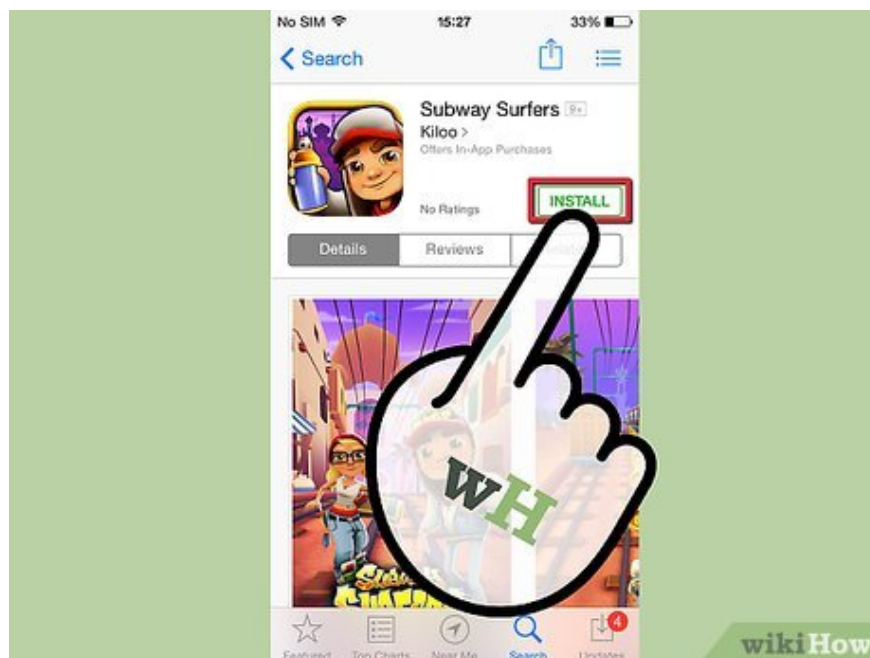 No SIM 15:27 33%
Search
Subway Surfers 9+
Kiloo >
Offers In-App Purchases
No Ratings INSTALL
Details Reviews
wH
Featured Top Charts Near Me Search Updates
4
wikiHow